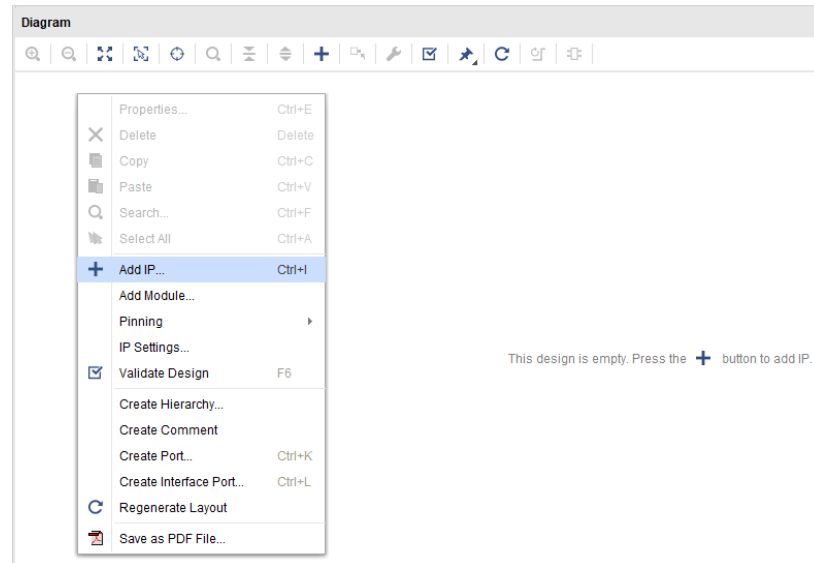 Diagram
Properties... Ctrl+E
Delete Delete
Copy Ctrl+C
Paste Ctrl+V
Search... Ctrl+F
Select All Ctrl+A
Add IP... Ctrl+I
Add Module...
Pinning
IP Settings...
Validate Design F6
Create Hierarchy...
Create Comment
Create Port... Ctrl+K
Create Interface Port... Ctrl+L
Regenerate Layout
Save as PDF File...
This design is empty. Press the + button to add IP.